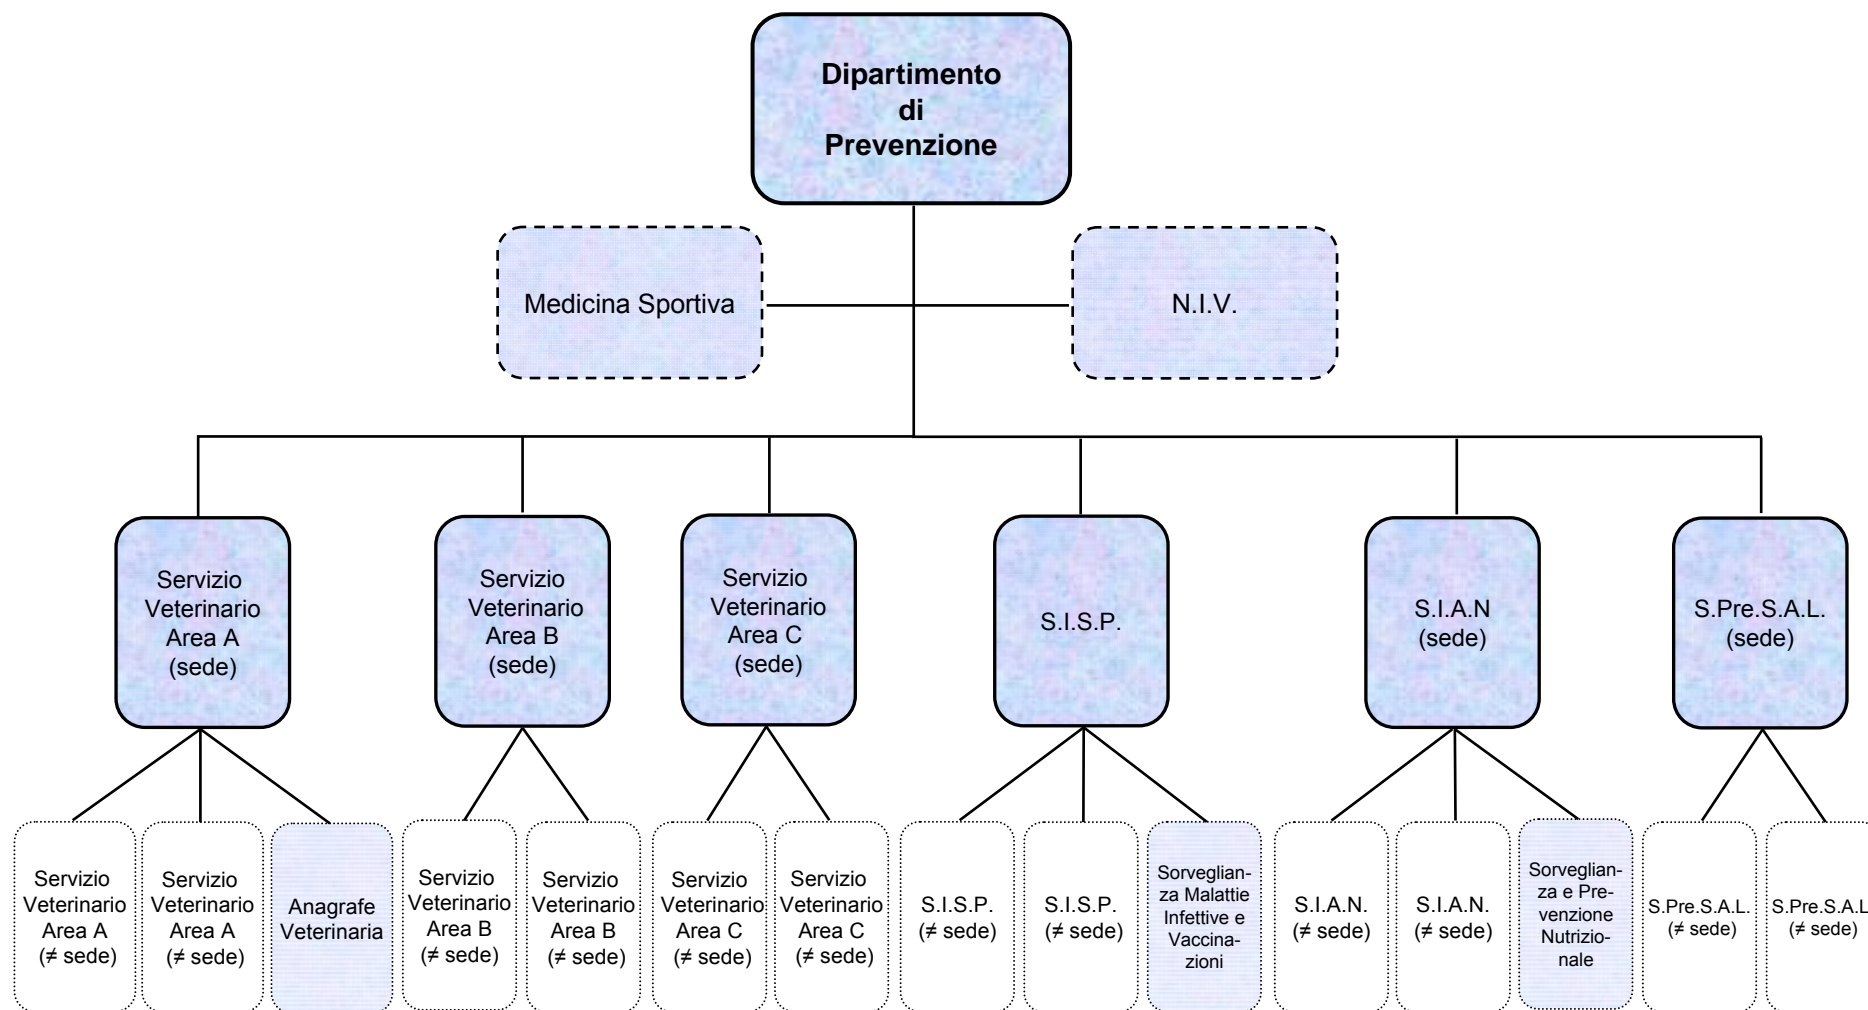 Dipartimento
di
Prevenzione
Medicina Sportiva
N.I.V.
Servizio
Veterinario
Area A
(sede)
Servizio
Veterinario
Area B
(sede)
Servizio
Veterinario
Area C
(sede)
S.I.S.P.
S.I.A.N
(sede)
S.Pre.S.A.L.
(sede)
Servizio
Veterinario
Area A
(≠ sede)
Servizio
Veterinario
Area A
(≠ sede)
Anagrafe
Veterinaria
Servizio
Veterinario
Area B
(≠ sede)
Servizio
Veterinario
Area B
(≠ sede)
Servizio
Veterinario
Area C
(≠ sede)
Servizio
Veterinario
Area C
(≠ sede)
S.I.S.P.
(≠ sede)
S.I.S.P.
(≠ sede)
Sorveglian-
za Malattie
Infettive e
Vaccina-
zioni
S.I.A.N.
(≠ sede)
S.I.A.N.
(≠ sede)
Sorveglian-
za e Pre-
venzione
Nutrizio-
nale
S.Pre.S.A.L.
(≠ sede)
S.Pre.S.A.L
(≠ sede)